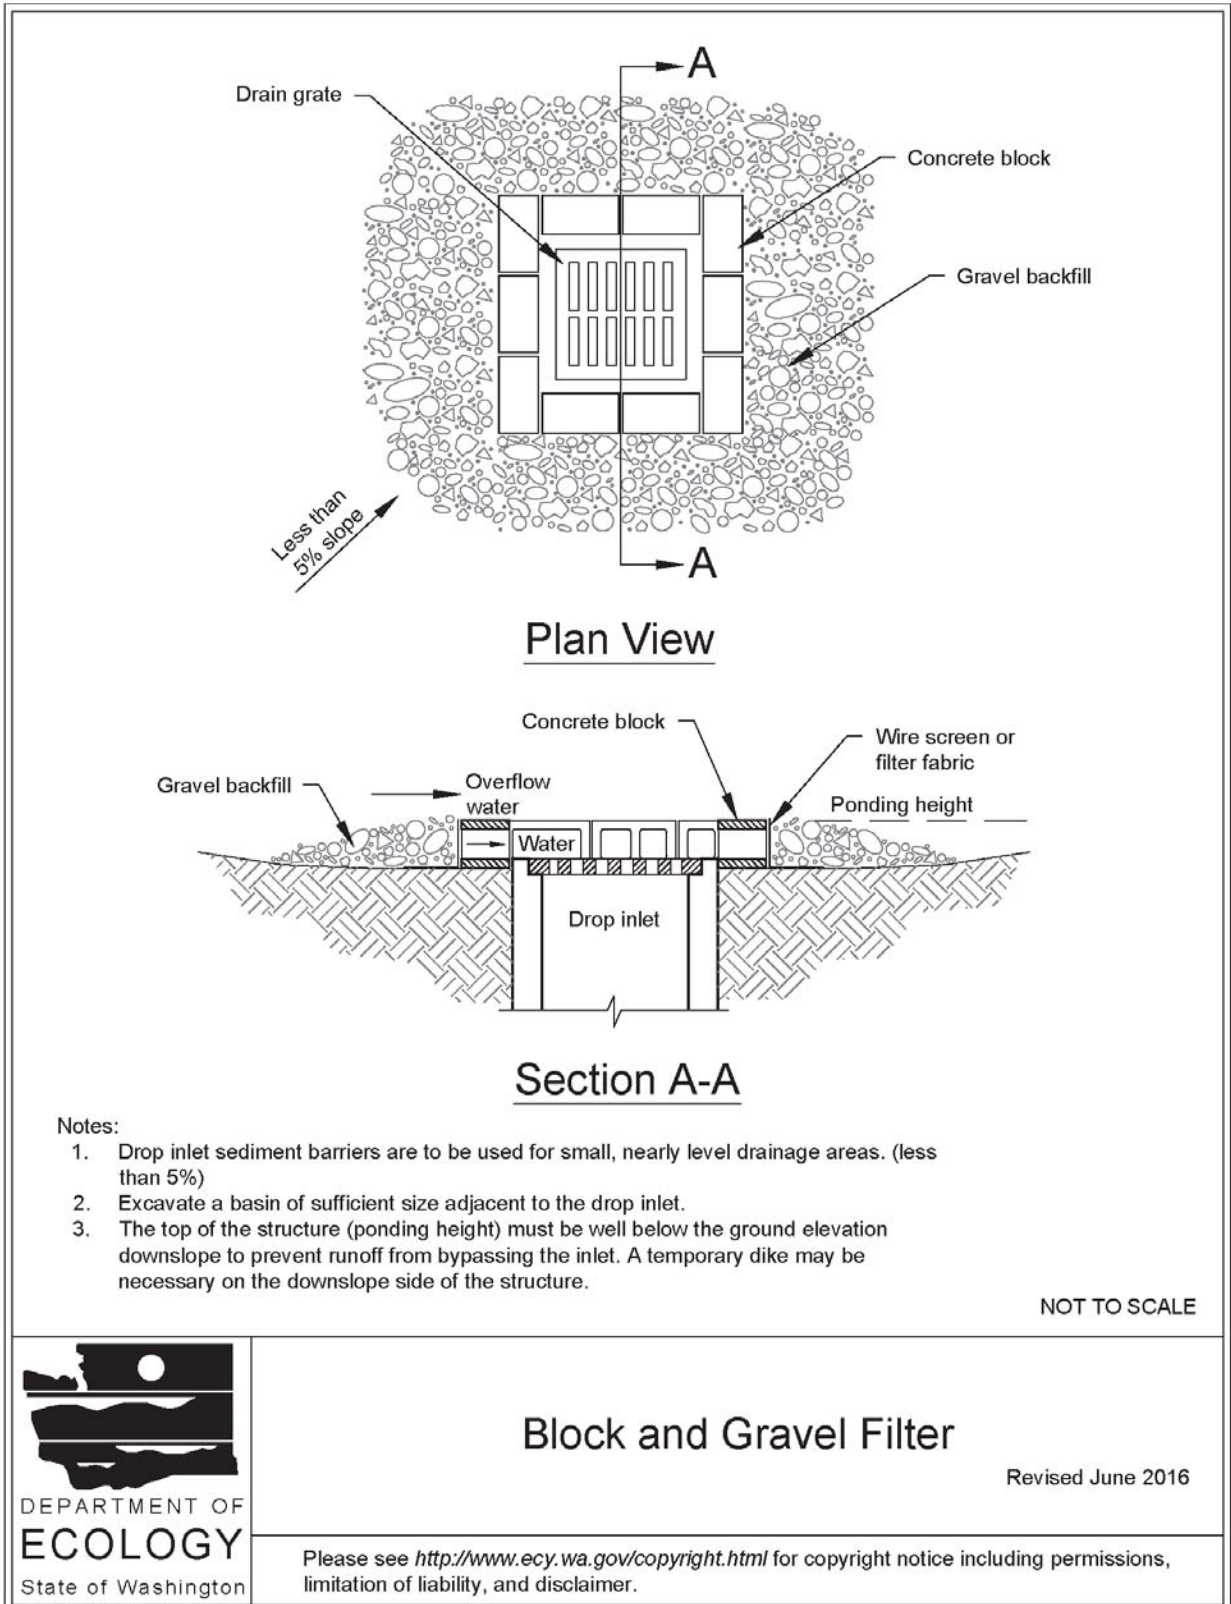 A
Drain grate
Concrete block
Gravel backfill
Less than
5% slope
A
Plan View
Concrete block
Wire screen or
filter fabric
Gravel backfill
Overflow
water
Ponding height
Water
Drop inlet
Section A-A
Notes:
1. Drop inlet sediment barriers are to be used for small, nearly level drainage areas. (less
than 5%)
2. Excavate a basin of sufficient size adjacent to the drop inlet.
3. The top of the structure (ponding height) must be well below the ground elevation
downslope to prevent runoff from bypassing the inlet. A temporary dike may be
necessary on the downslope side of the structure.
NOT TO SCALE
DEPARTMENT OF
ECOLOGY
State of Washington
Block and Gravel Filter
Revised June 2016
Please see http://www.ecy.wa.gov/copyright.html for copyright notice including permissions,
limitation of liability, and disclaimer.